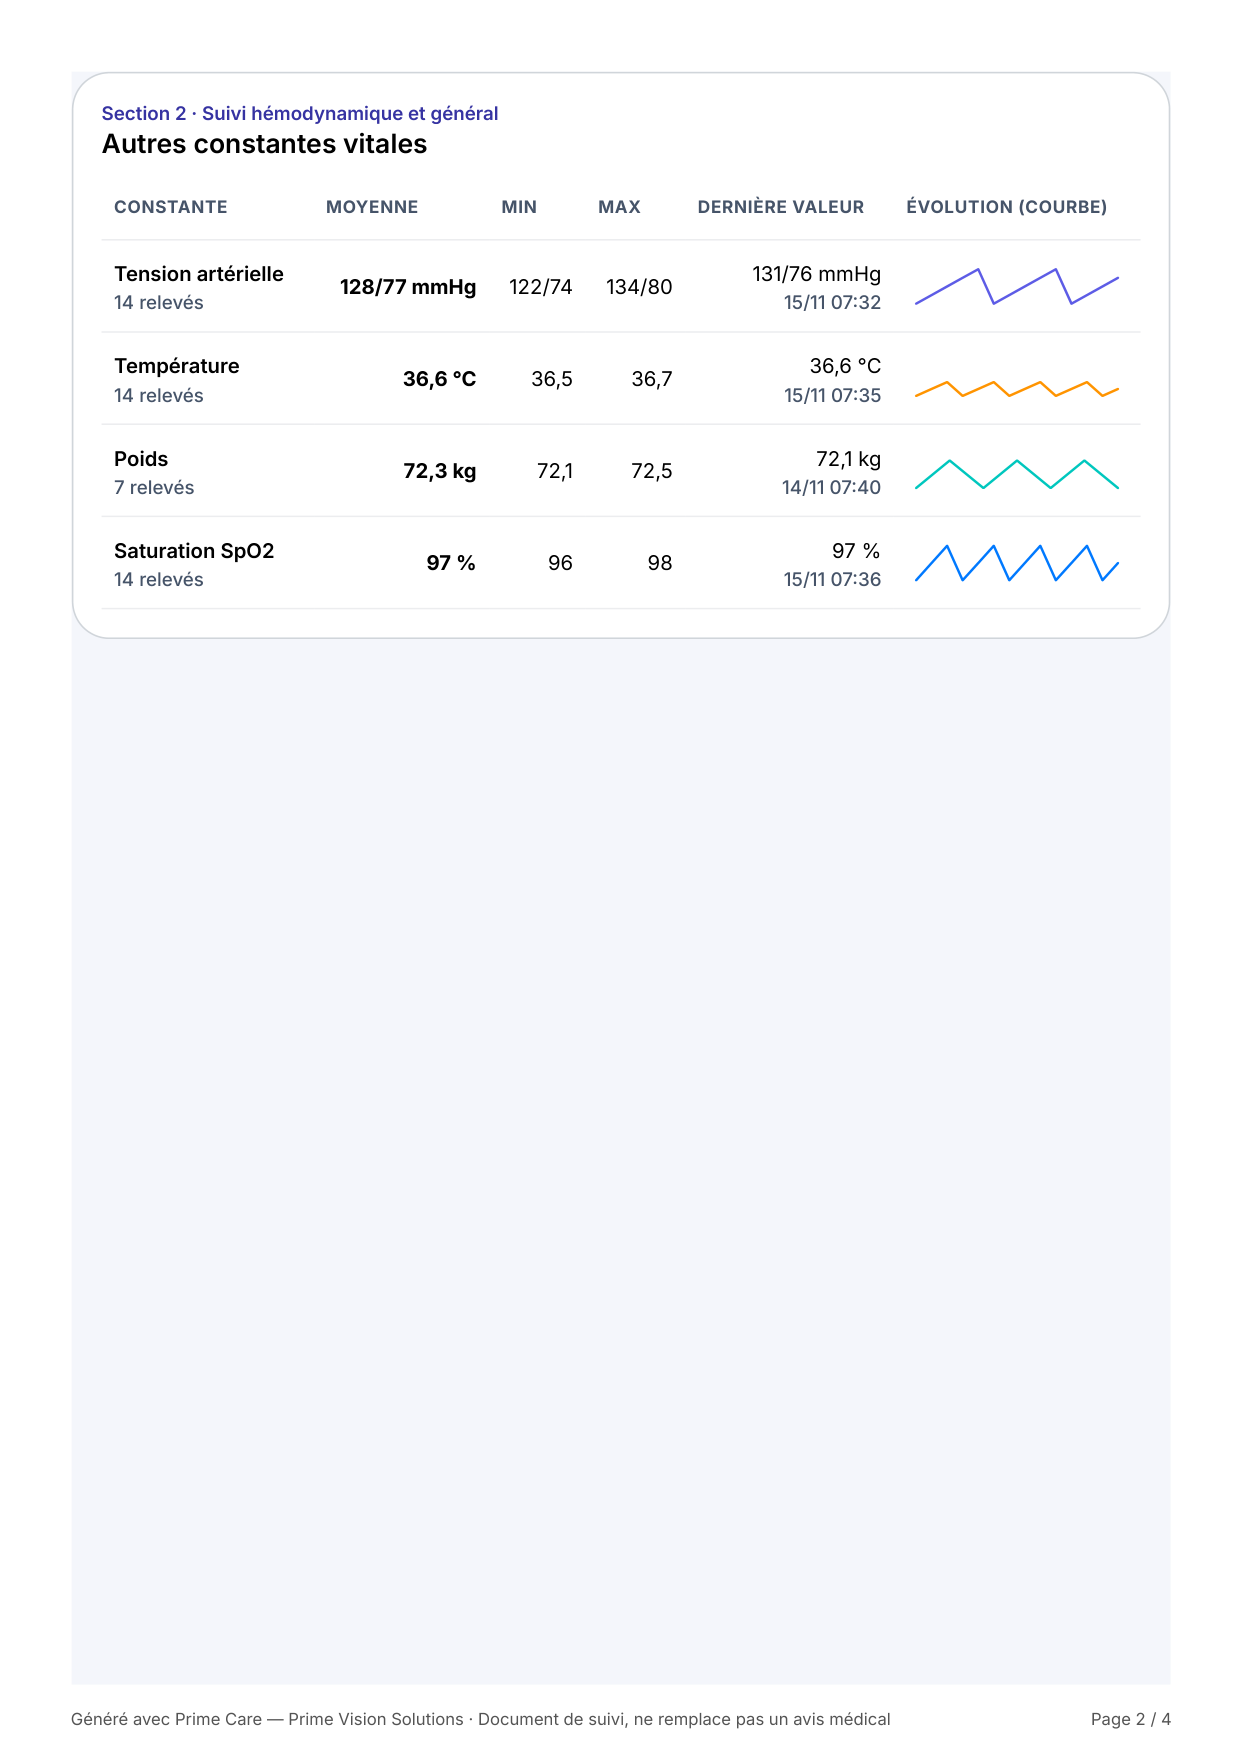 Section 2 · Suivi hémodynamique et général
Autres constantes vitales
CONSTANTE MOYENNE MIN MAX DERNIÈRE VALEUR ÉVOLUTION (COURBE)
Tension artérielle 128/77 mmHg 122/74 134/80 131/76 mmHg
14 relevés 15/11 07:32
Température 36,6 °C 36,5 36,7 36,6 °C
14 relevés 15/11 07:35
Poids 72,3 kg 72,1 72,5 72,1 kg
7 relevés 14/11 07:40
Saturation SpO2 97 % 96 98 97 %
14 relevés 15/11 07:36
Généré avec Prime Care — Prime Vision Solutions · Document de suivi, ne remplace pas un avis médical Page 2 / 4